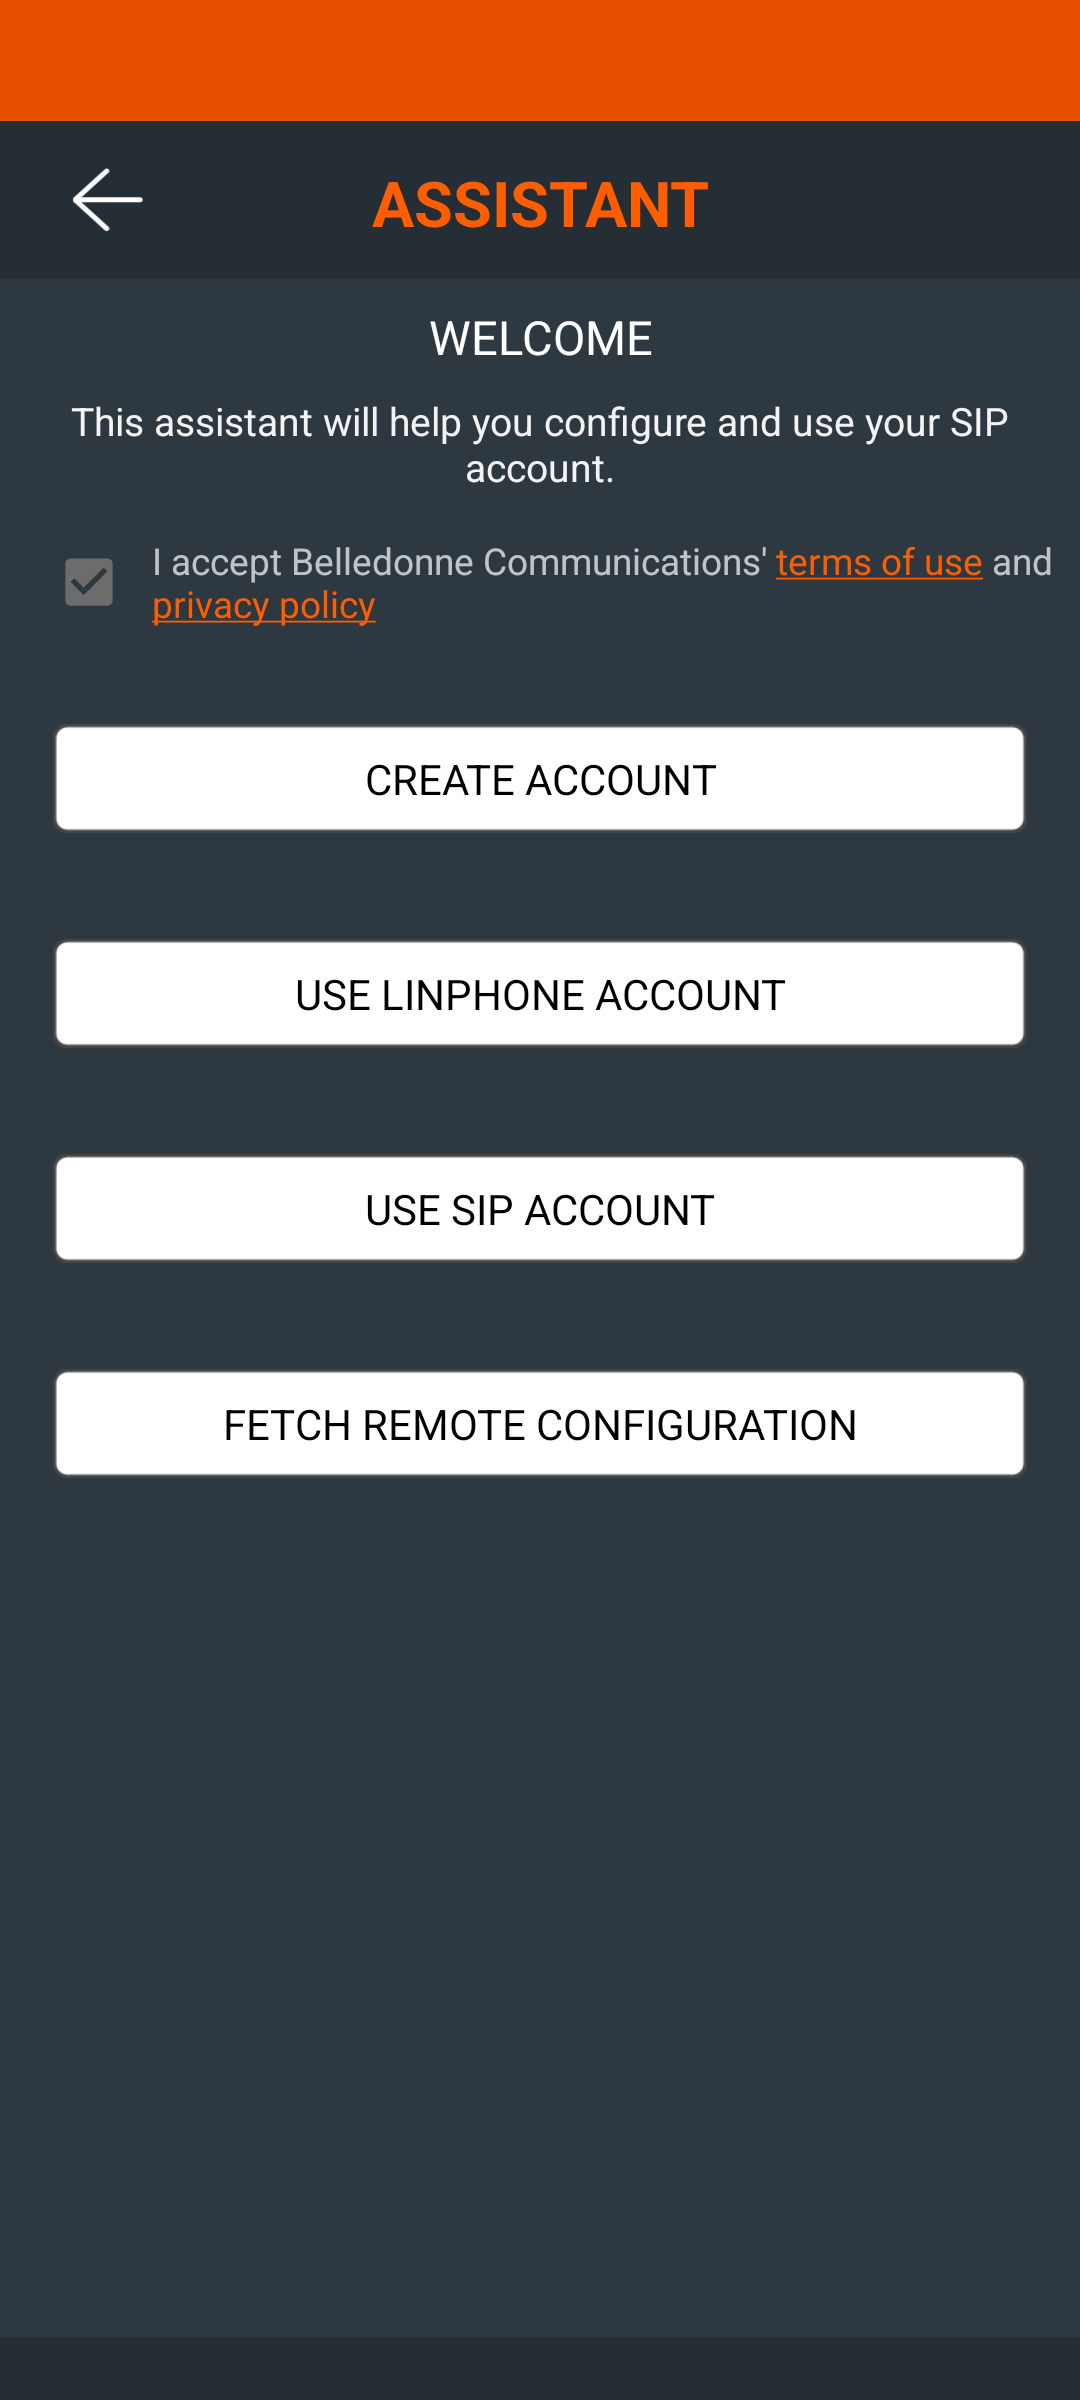 ASSISTANT
WELCOME
This assistant will help you configure and use your SIP
account.
I accept Belledonne Communications' terms of use and
privacy policy
CREATE ACCOUNT
USE LINPHONE ACCOUNT
USE SIP ACCOUNT
FETCH REMOTE CONFIGURATION